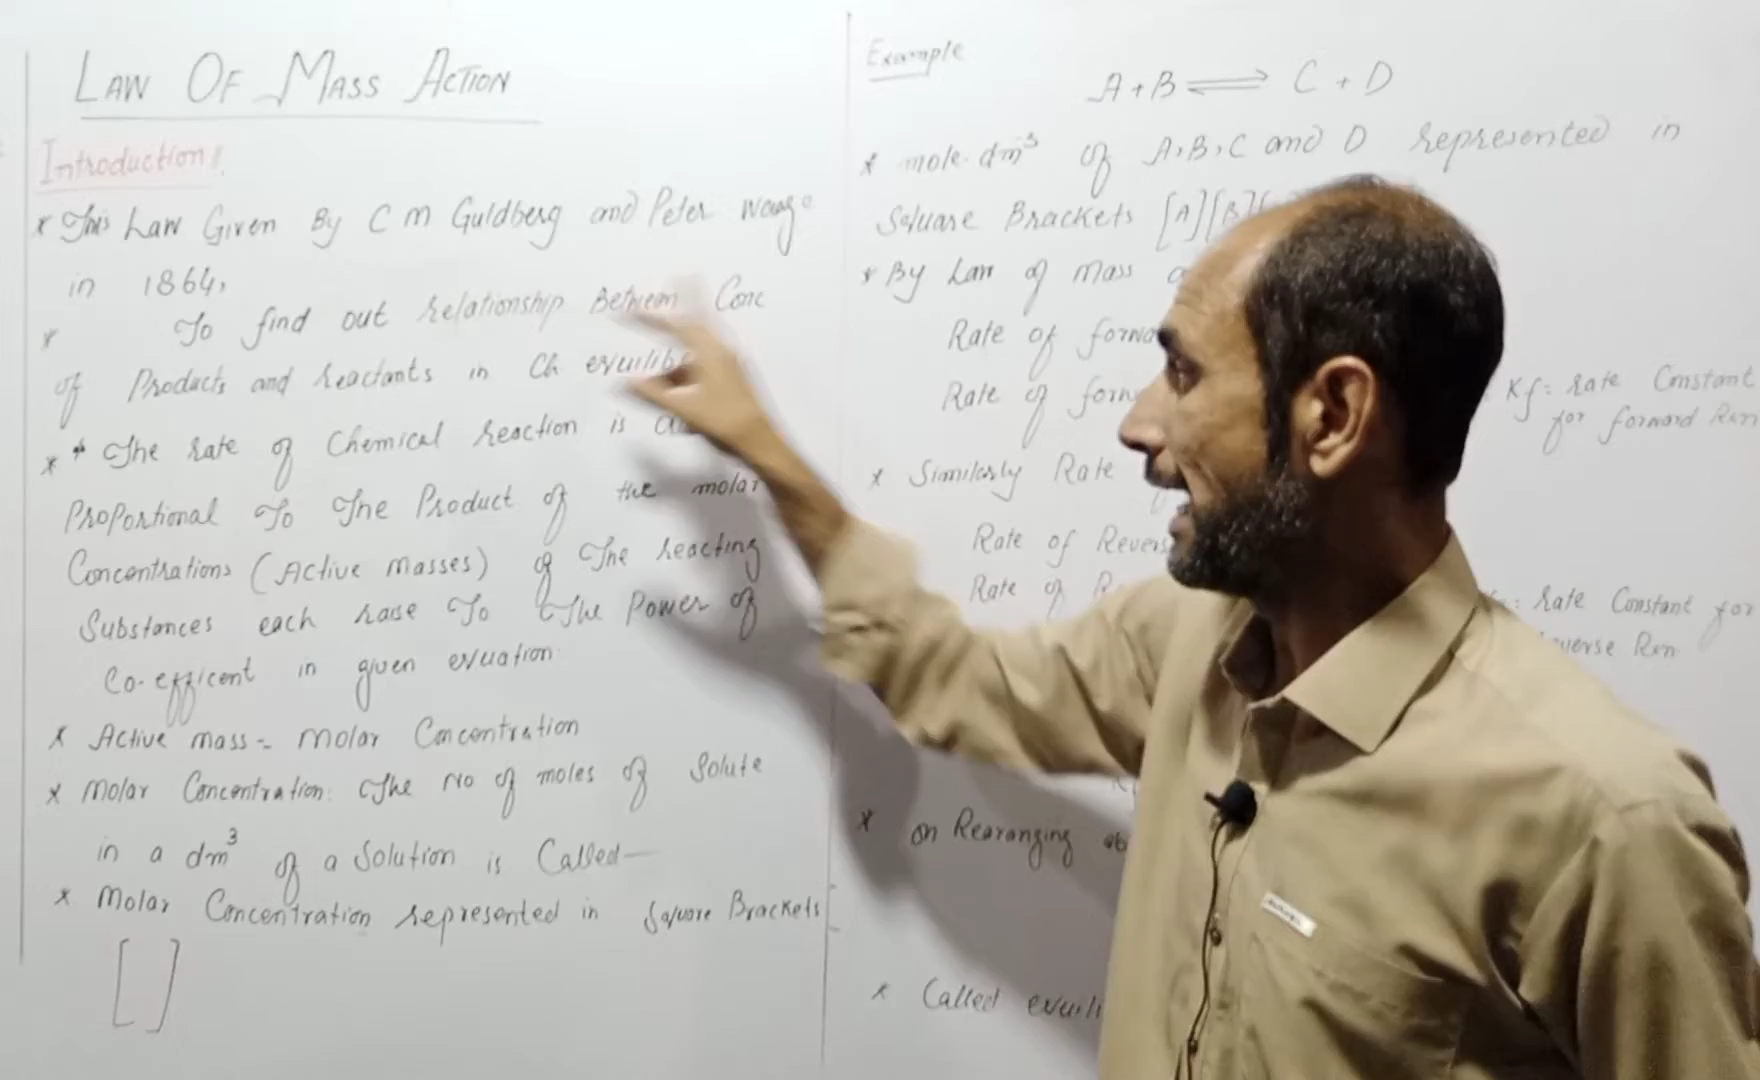 LAW OF MASS ACTION
Introduction!
* This Law Given By C M Guldberg and Peter
in 1864,
* To find out relationship Between Conc
of Products and reactants in Ch
* * The rate of Chemical reaction is
Proportional To The Product of the molar
Concentrations (Active masses) of The reacting
Substances each raise To The Power of
Co-efficent in given
* Active mass = molar Concentration
* molar Concentration: The No of moles of Solute
in a dm³ of a Solution is Called—
* molar Concentration represented in Square Brackets
[ ]
Example
A + B ⇌ C + D
* mole. dm⁻³ of A, B, C and D represented in
Square Brackets [A][B]
* By Law of mass
Rate of
Rate of
Kf = rate Constant
for forward Rxn
* Similarly Rate
Rate of
Rate of
: rate Constant for
Rxn
* on Rearanging
* Called